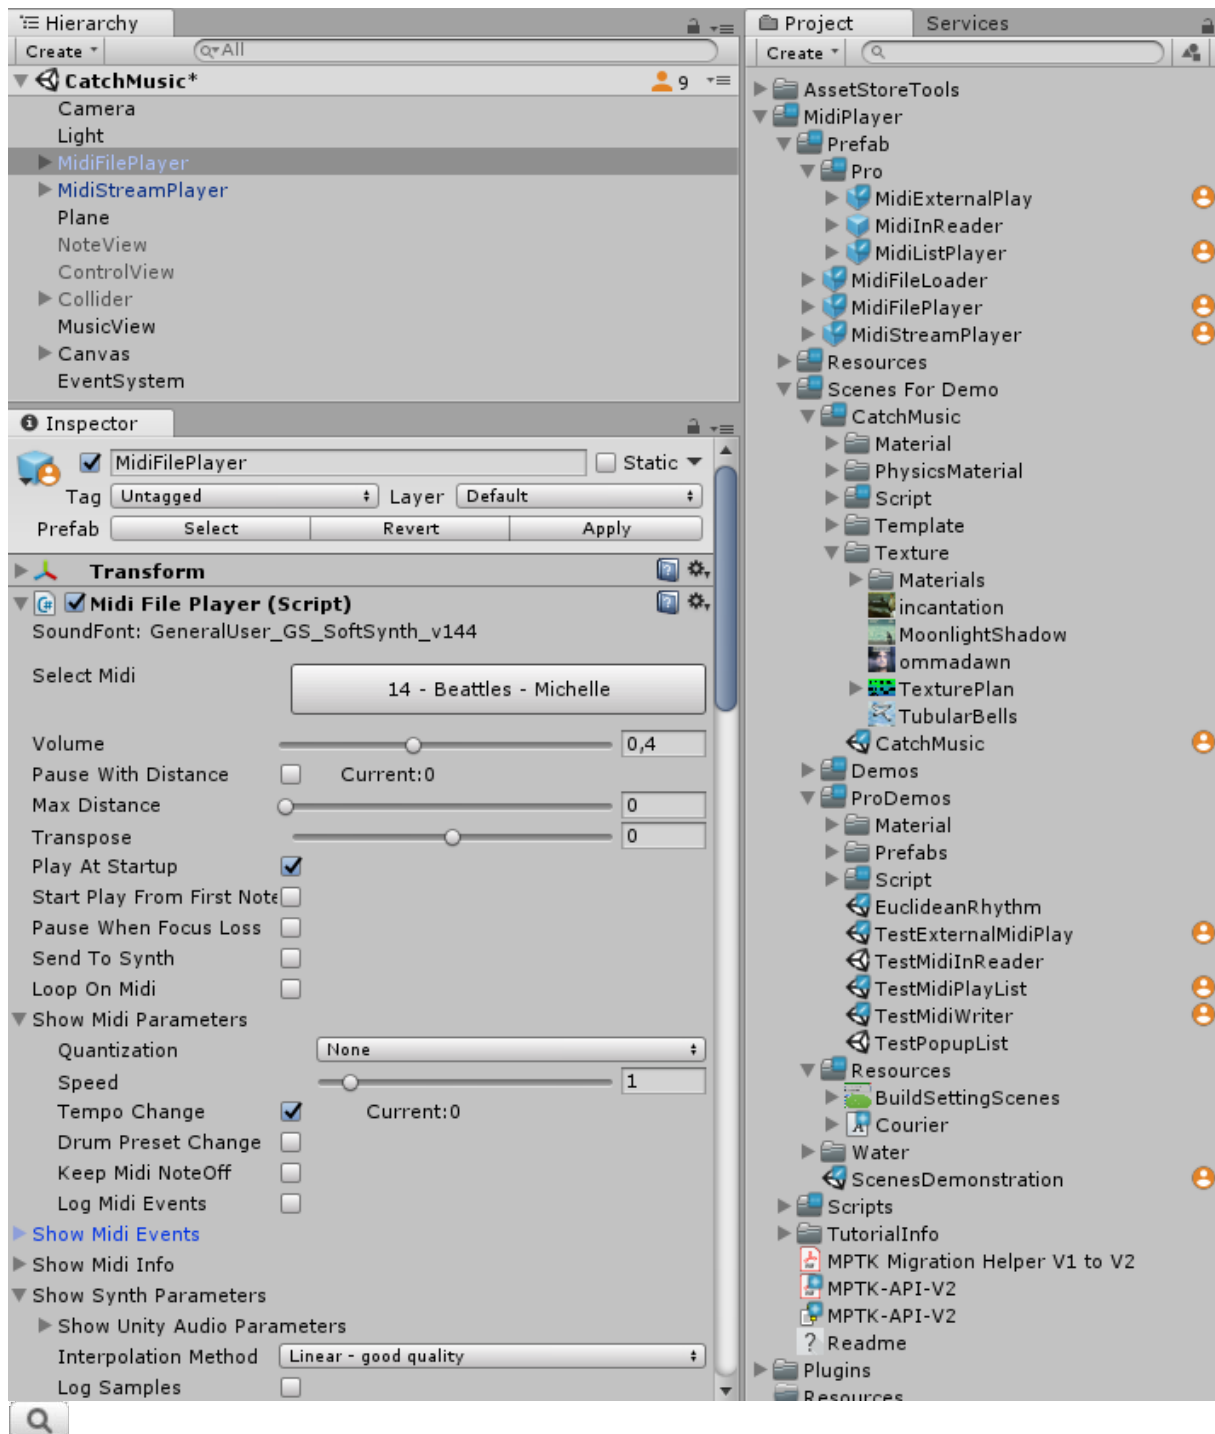 Hierarchy
Create
All
CatchMusic*
9
Camera
Light
MidiFilePlayer
MidiStreamPlayer
Plane
NoteView
ControlView
Collider
MusicView
Canvas
EventSystem
Inspector
MidiFilePlayer
Static
Tag Untagged Layer Default
Prefab Select Revert Apply
Transform
Midi File Player (Script)
SoundFont: GeneralUser_GS_SoftSynth_v144
Select Midi 14 - Beattles - Michelle
Volume 0,4
Pause With Distance Current:0
Max Distance 0
Transpose 0
Play At Startup
Start Play From First Note
Pause When Focus Loss
Send To Synth
Loop On Midi
Show Midi Parameters
Quantization None
Speed 1
Tempo Change Current:0
Drum Preset Change
Keep Midi NoteOff
Log Midi Events
Show Midi Events
Show Midi Info
Show Synth Parameters
Show Unity Audio Parameters
Interpolation Method Linear - good quality
Log Samples
Project Services
Create
AssetStoreTools
MidiPlayer
Prefab
Pro
MidiExternalPlay
MidiInReader
MidiListPlayer
MidiFileLoader
MidiFilePlayer
MidiStreamPlayer
Resources
Scenes For Demo
CatchMusic
Material
PhysicsMaterial
Script
Template
Texture
Materials
incantation
MoonlightShadow
ommadawn
TexturePlan
TubularBells
CatchMusic
Demos
ProDemos
Material
Prefabs
Script
EuclideanRhythm
TestExternalMidiPlay
TestMidiInReader
TestMidiPlayList
TestMidiWriter
TestPopupList
Resources
BuildSettingScenes
Courier
Water
ScenesDemonstration
Scripts
TutorialInfo
MPTK Migration Helper V1 to V2
MPTK-API-V2
MPTK-API-V2
Readme
Plugins
Resources